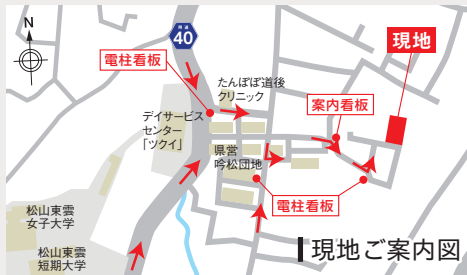 N
県道
40
現地
電柱看板
たんぽぽ道後
クリニック
案内看板
デイサービス
センター
「ツクイ」
県営
吟松団地
電柱看板
松山東雲
女子大学
松山東雲
短期大学
現地ご案内図